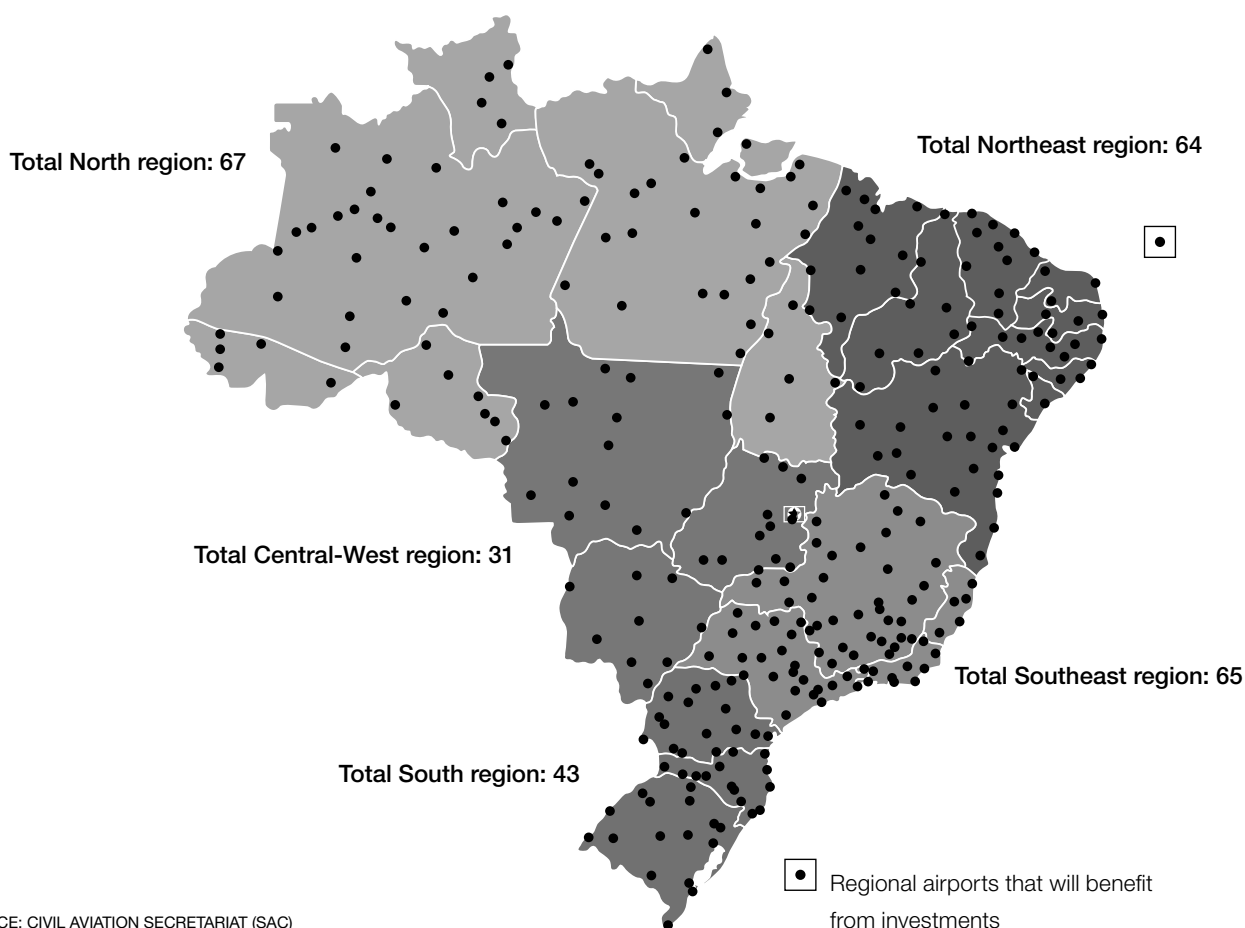 Total Northeast region: 64
Total North region: 67
Total Central-West region: 31
Total Southeast region: 65
Total South region: 43
Regional airports that will benefit
from investments
CE: CIVIL AVIATION SECRETARIAT (SAC)